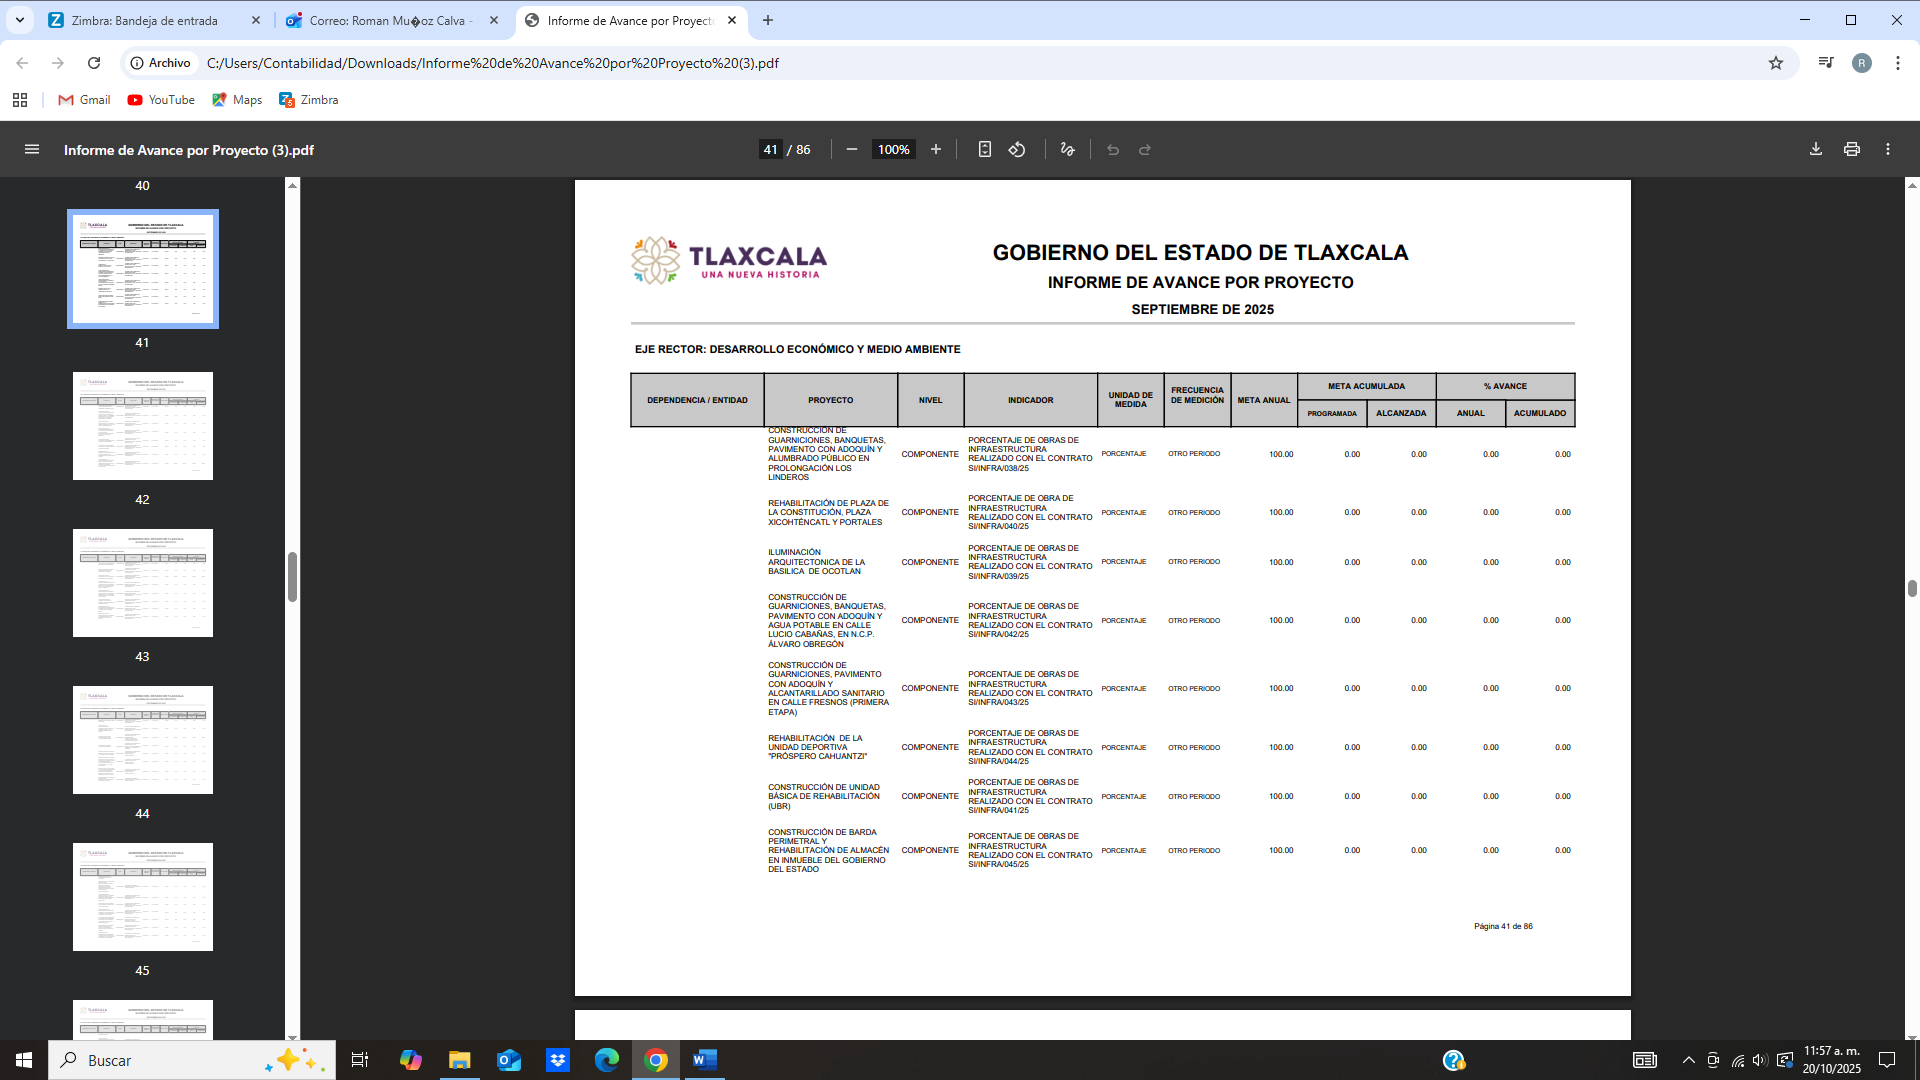 Zimbra: Bandeja de entrada
Correo: Roman Mu�oz Calva -
Informe de Avance por Proyecto
Archivo
C:/Users/Contabilidad/Downloads/Informe%20de%20Avance%20por%20Proyecto%20(3).pdf
R
Gmail
YouTube
Maps
Zimbra
Informe de Avance por Proyecto (3).pdf
41 / 86
100%
40
41
42
43
44
45
TLAXCALA
UNA NUEVA HISTORIA
GOBIERNO DEL ESTADO DE TLAXCALA
INFORME DE AVANCE POR PROYECTO
SEPTIEMBRE DE 2025
EJE RECTOR: DESARROLLO ECONÓMICO Y MEDIO AMBIENTE
DEPENDENCIA / ENTIDAD
PROYECTO
NIVEL
INDICADOR
UNIDAD DE
MEDIDA
FRECUENCIA
DE MEDICIÓN
META ANUAL
META ACUMULADA
PROGRAMADA
ALCANZADA
% AVANCE
ANUAL
ACUMULADO
CONSTRUCCIÓN DE
GUARNICIONES, BANQUETAS,
PAVIMENTO CON ADOQUÍN Y
ALUMBRADO PÚBLICO EN
PROLONGACIÓN LOS
LINDEROS
COMPONENTE
PORCENTAJE DE OBRAS DE
INFRAESTRUCTURA
REALIZADO CON EL CONTRATO
SI/INFRA/038/25
PORCENTAJE
OTRO PERIODO
100.00
0.00
0.00
0.00
0.00
REHABILITACIÓN DE PLAZA DE
LA CONSTITUCIÓN, PLAZA
XICOHTÉNCATL Y PORTALES
COMPONENTE
PORCENTAJE DE OBRA DE
INFRAESTRUCTURA
REALIZADO CON EL CONTRATO
SI/INFRA/040/25
PORCENTAJE
OTRO PERIODO
100.00
0.00
0.00
0.00
0.00
ILUMINACIÓN
ARQUITECTONICA DE LA
BASILICA DE OCOTLAN
COMPONENTE
PORCENTAJE DE OBRAS DE
INFRAESTRUCTURA
REALIZADO CON EL CONTRATO
SI/INFRA/039/25
PORCENTAJE
OTRO PERIODO
100.00
0.00
0.00
0.00
0.00
CONSTRUCCIÓN DE
GUARNICIONES, BANQUETAS,
PAVIMENTO CON ADOQUÍN Y
AGUA POTABLE EN CALLE
LUCIO CABAÑAS, EN N.C.P.
ÁLVARO OBREGÓN
COMPONENTE
PORCENTAJE DE OBRAS DE
INFRAESTRUCTURA
REALIZADO CON EL CONTRATO
SI/INFRA/042/25
PORCENTAJE
OTRO PERIODO
100.00
0.00
0.00
0.00
0.00
CONSTRUCCIÓN DE
GUARNICIONES, PAVIMENTO
CON ADOQUÍN Y
ALCANTARILLADO SANITARIO
EN CALLE FRESNOS (PRIMERA
ETAPA)
COMPONENTE
PORCENTAJE DE OBRAS DE
INFRAESTRUCTURA
REALIZADO CON EL CONTRATO
SI/INFRA/043/25
PORCENTAJE
OTRO PERIODO
100.00
0.00
0.00
0.00
0.00
REHABILITACIÓN DE LA
UNIDAD DEPORTIVA
"PRÓSPERO CAHUANTZI"
COMPONENTE
PORCENTAJE DE OBRAS DE
INFRAESTRUCTURA
REALIZADO CON EL CONTRATO
SI/INFRA/044/25
PORCENTAJE
OTRO PERIODO
100.00
0.00
0.00
0.00
0.00
CONSTRUCCIÓN DE UNIDAD
BÁSICA DE REHABILITACIÓN
(UBR)
COMPONENTE
PORCENTAJE DE OBRAS DE
INFRAESTRUCTURA
REALIZADO CON EL CONTRATO
SI/INFRA/041/25
PORCENTAJE
OTRO PERIODO
100.00
0.00
0.00
0.00
0.00
CONSTRUCCIÓN DE BARDA
PERIMETRAL Y
REHABILITACIÓN DE ALMACÉN
EN INMUEBLE DEL GOBIERNO
DEL ESTADO
COMPONENTE
PORCENTAJE DE OBRAS DE
INFRAESTRUCTURA
REALIZADO CON EL CONTRATO
SI/INFRA/045/25
PORCENTAJE
OTRO PERIODO
100.00
0.00
0.00
0.00
0.00
Página 41 de 86
Buscar
11:57 a. m.
20/10/2025